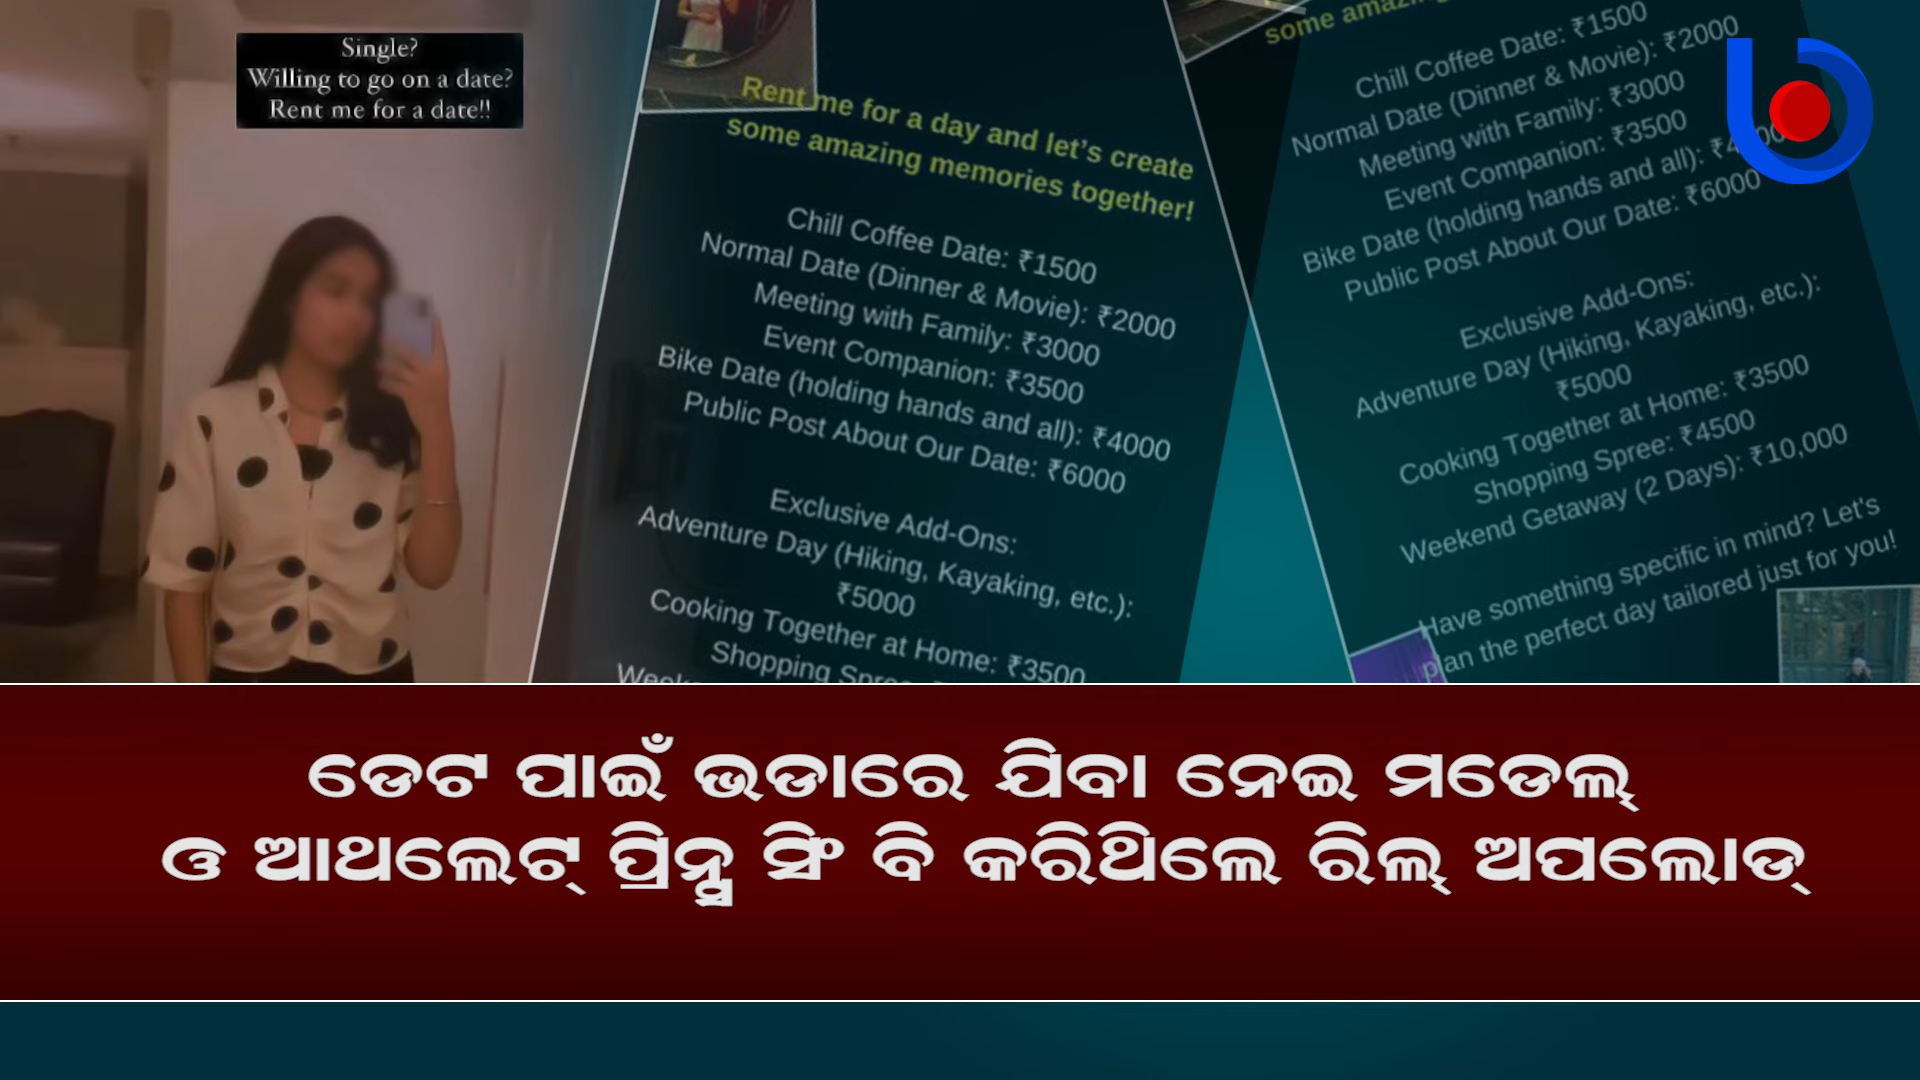 Single?
Willing to go on a date?
Rent me for a date!!
Rent me for a day and let's create
some amazing memories together!
Chill Coffee Date: ₹1500
Normal Date (Dinner & Movie): ₹2000
Meeting with Family: ₹3000
Event Companion: ₹3500
Bike Date (holding hands and all): ₹4000
Public Post About Our Date: ₹6000
Exclusive Add-Ons:
Adventure Day (Hiking, Kayaking, etc.):
₹5000
Cooking Together at Home: ₹3500
Shopping
some
Chill Coffee Date: ₹1500
Normal Date (Dinner & Movie): ₹2000
Meeting with Family: ₹3000
Event Companion: ₹3500
Bike Date (holding hands and all):
Public Post About Our Date: ₹6000
Exclusive Add-Ons:
Adventure Day (Hiking, Kayaking, etc.):
₹5000
Cooking Together at Home: ₹3500
Shopping Spree: ₹4500
Weekend Getaway (2 Days): ₹10,000
Have something specific in mind? Let's
plan the perfect day tailored just for you!
ଡେଟ ପାଇଁ ଭଡାରେ ଯିବା ନେଇ ମଡେଲ୍
ଓ ଆଥଲେଟ୍ ପ୍ରିନ୍ସ ସିଂ ବି କରିଥିଲେ ରିଲ୍ ଅପଲୋଡ୍